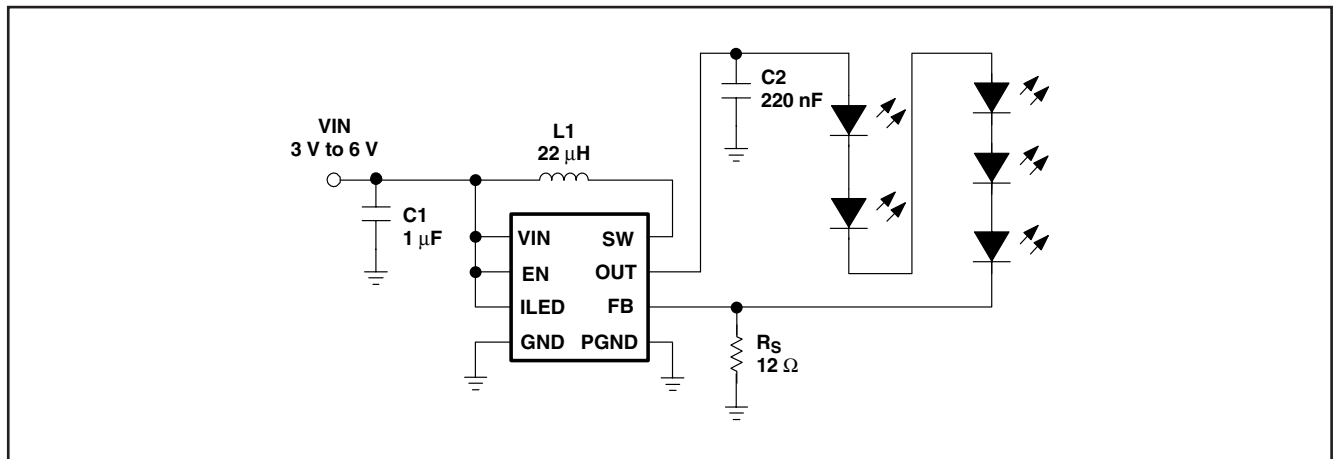 VIN
3 V to 6 V
C1
1 μF
L1
22 μH
VIN
EN
ILED
GND
SW
OUT
FB
PGND
C2
220 nF
RS
12 Ω